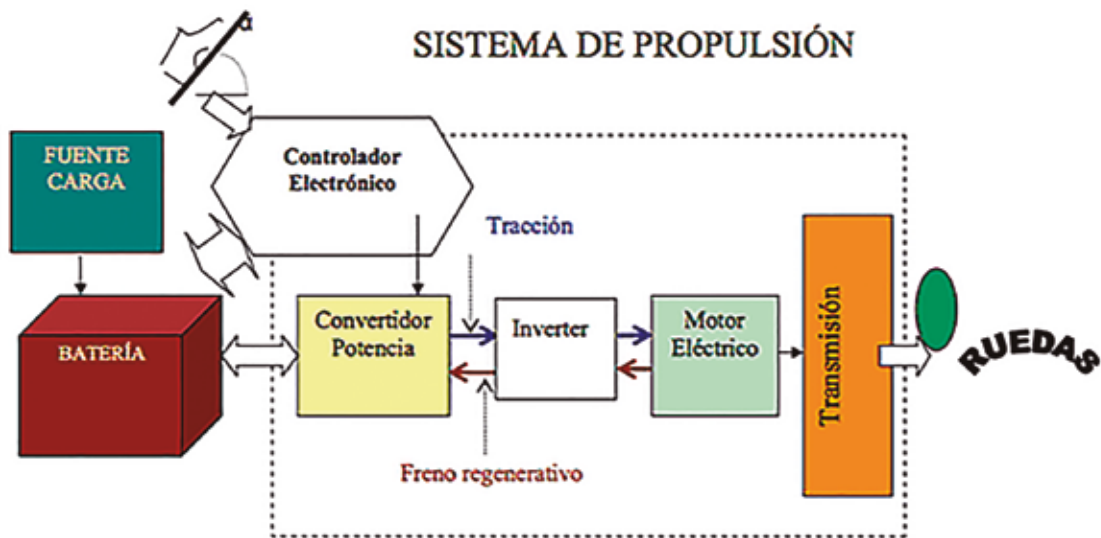 α
SISTEMA DE PROPULSIÓN
FUENTE
CARGA
Controlador
Electrónico
Tracción
BATERÍA
Convertidor
Potencia
Inverter
Motor
Eléctrico
Transmisión
RUEDAS
Freno regenerativo